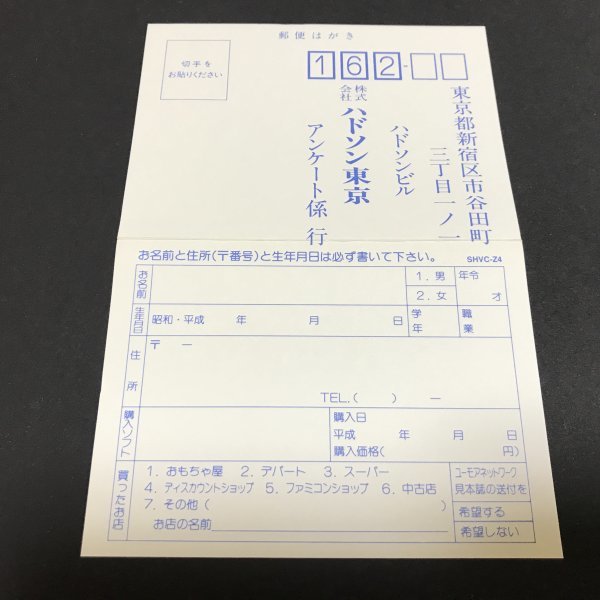 郵便はがき
切手を
お貼りください
162-
東京都新宿区市谷田町
三丁目一ノ一
ハドソンビル
株式会社 ハドソン東京
アンケート係 行
お名前と住所(〒番号)と生年月日は必ず書いて下さい。 SHVC-Z4
お名前
1. 男
2. 女
年令
才
生年月日
昭和・平成 年 月 日
学年
職業
住所
〒 ー
TEL. ( ) ー
購入ソフト
購入日
平成 年 月 日
購入価格( 円)
買ったお店
1. おもちゃ屋 2. デパート 3. スーパー
4. ディスカウントショップ 5. ファミコンショップ 6. 中古店
7. その他( )
お店の名前
ユーモアネットワーク
見本誌の送付を
希望する
希望しない